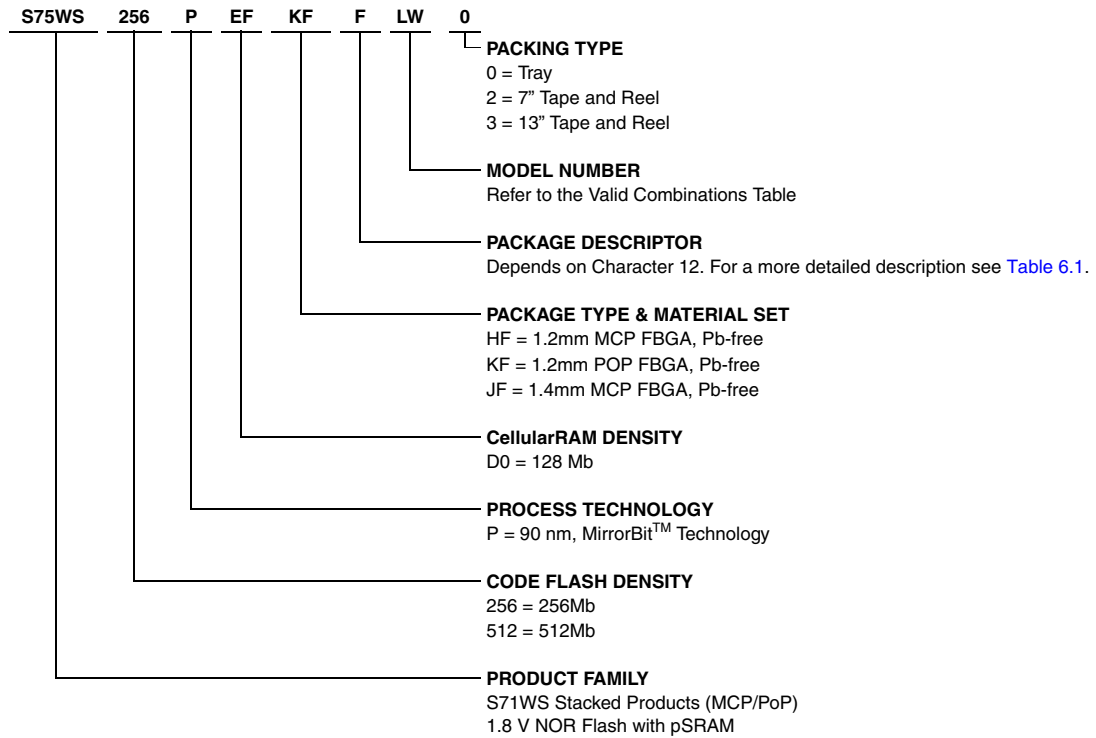 S75WS 256 P EF KF F LW 0
PACKING TYPE
0 = Tray
2 = 7” Tape and Reel
3 = 13” Tape and Reel
MODEL NUMBER
Refer to the Valid Combinations Table
PACKAGE DESCRIPTOR
Depends on Character 12. For a more detailed description see Table 6.1.
PACKAGE TYPE & MATERIAL SET
HF = 1.2mm MCP FBGA, Pb-free
KF = 1.2mm POP FBGA, Pb-free
JF = 1.4mm MCP FBGA, Pb-free
CellularRAM DENSITY
D0 = 128 Mb
PROCESS TECHNOLOGY
P = 90 nm, MirrorBit™ Technology
CODE FLASH DENSITY
256 = 256Mb
512 = 512Mb
PRODUCT FAMILY
S71WS Stacked Products (MCP/PoP)
1.8 V NOR Flash with pSRAM